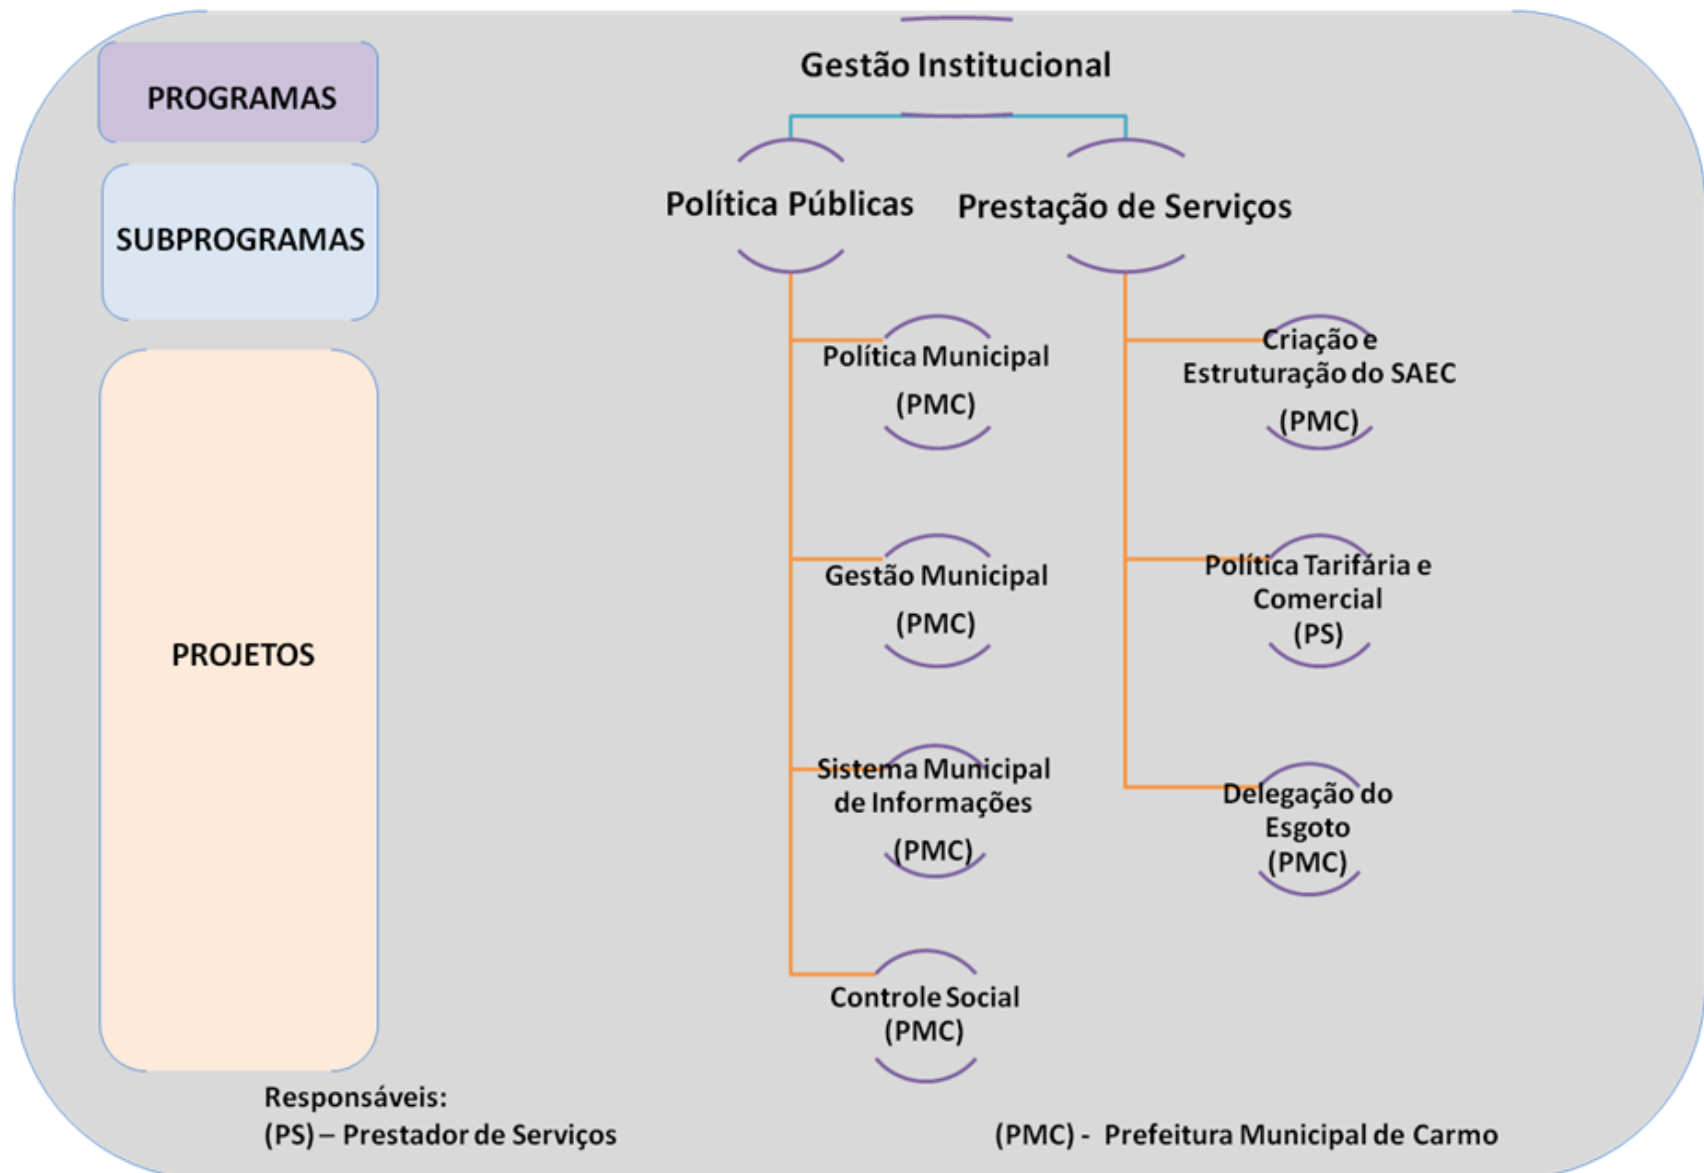 PROGRAMAS
SUBPROGRAMAS
PROJETOS
Gestão Institucional
Política Públicas
Política Municipal
(PMC)
Gestão Municipal
(PMC)
Sistema Municipal
de Informações
(PMC)
Controle Social
(PMC)
Prestação de Serviços
Criação e
Estruturação do SAEC
(PMC)
Política Tarifária e
Comercial
(PS)
Delegação do
Esgoto
(PMC)
Responsáveis:
(PS) – Prestador de Serviços
(PMC) - Prefeitura Municipal de Carmo